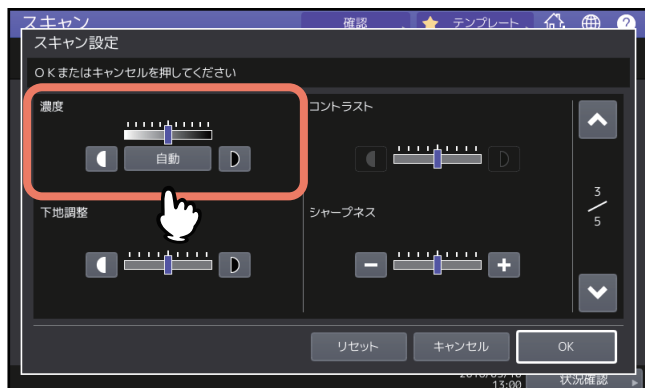 スキャン
確認
テンプレート
?
スキャン設定
OKまたはキャンセルを押してください
濃度
自動
コントラスト
下地調整
シャープネス
3
5
リセット
キャンセル
OK
13:00
状況確認